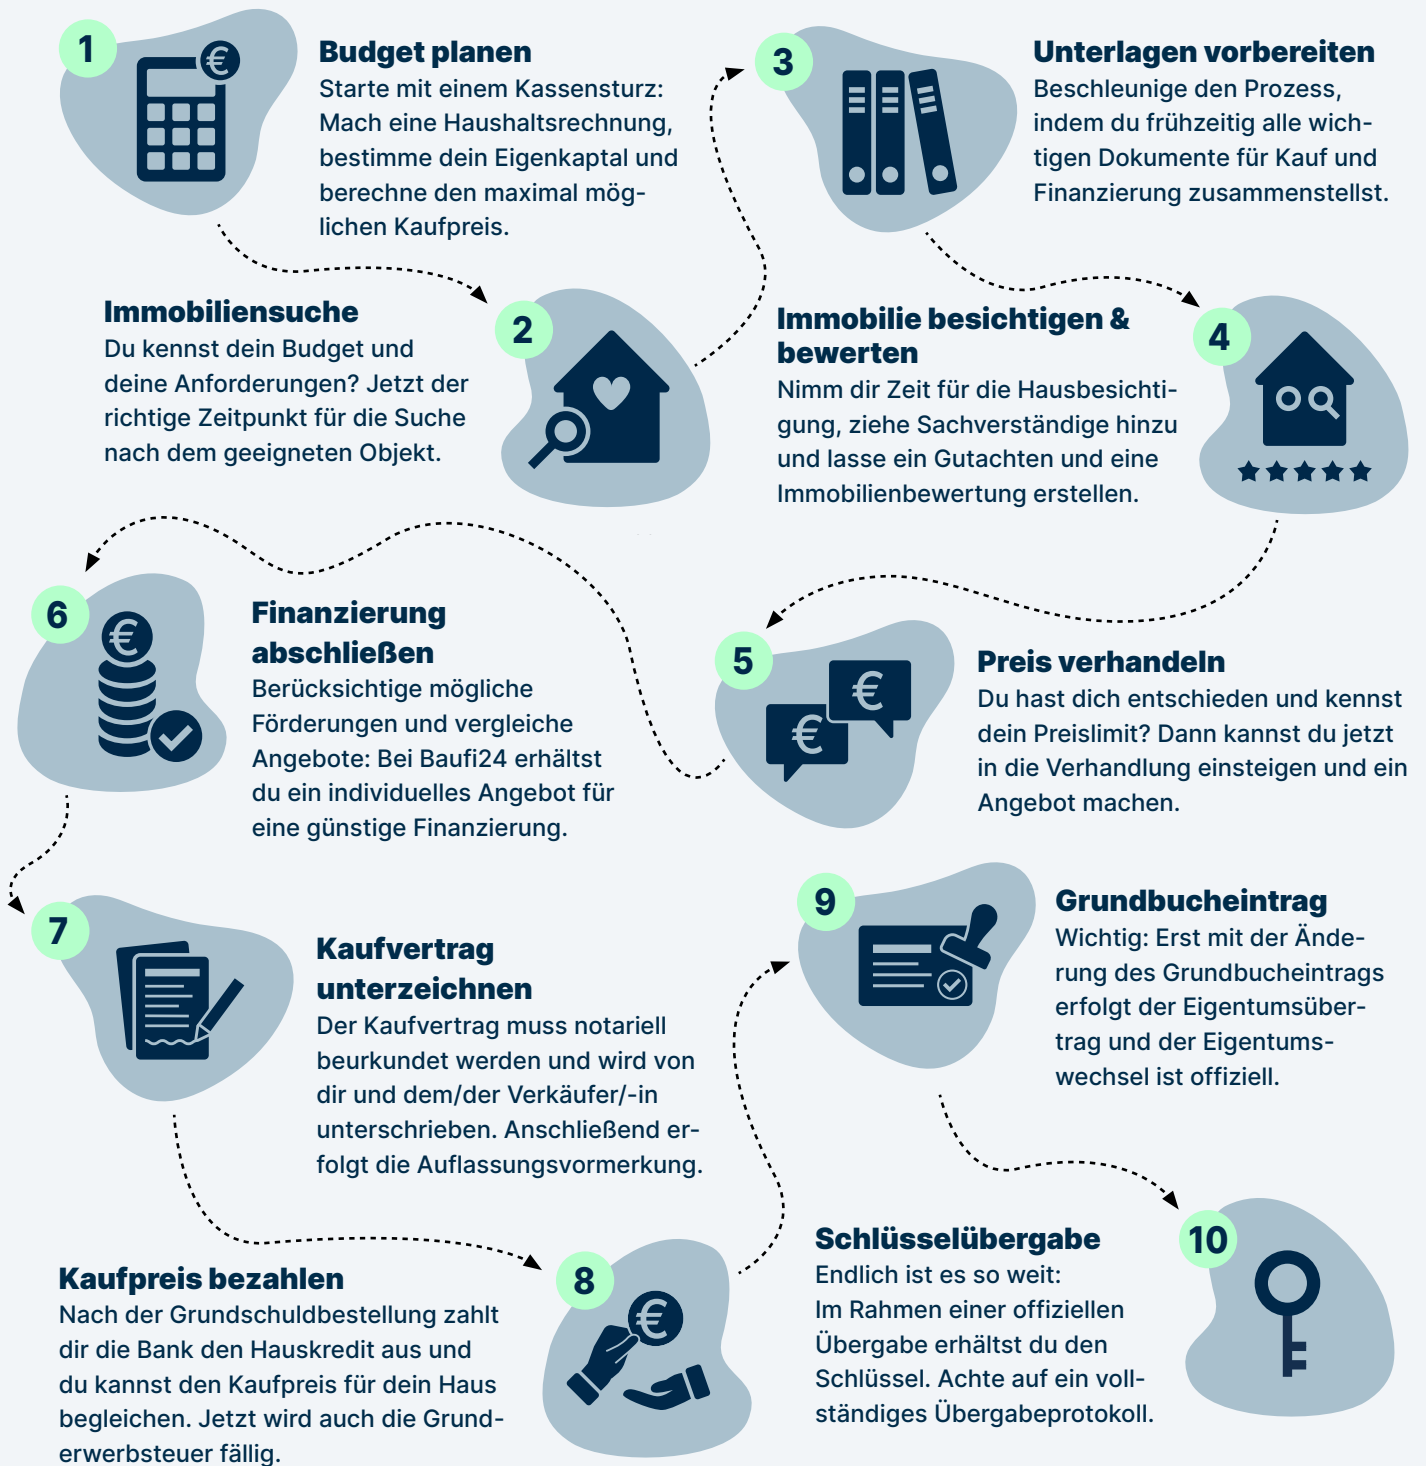 1
Budget planen
Starte mit einem Kassensturz:
Mach eine Haushaltsrechnung,
bestimme dein Eigenkaptal und
berechne den maximal mög-
lichen Kaufpreis.
2
Immobiliensuche
Du kennst dein Budget und
deine Anforderungen? Jetzt der
richtige Zeitpunkt für die Suche
nach dem geeigneten Objekt.
3
Unterlagen vorbereiten
Beschleunige den Prozess,
indem du frühzeitig alle wich-
tigen Dokumente für Kauf und
Finanzierung zusammenstellst.
4
Immobilie besichtigen &
bewerten
Nimm dir Zeit für die Hausbesichti-
gung, ziehe Sachverständige hinzu
und lasse ein Gutachten und eine
Immobilienbewertung erstellen.
5
Preis verhandeln
Du hast dich entschieden und kennst
dein Preislimit? Dann kannst du jetzt
in die Verhandlung einsteigen und ein
Angebot machen.
6
Finanzierung
abschließen
Berücksichtige mögliche
Förderungen und vergleiche
Angebote: Bei Baufi24 erhältst
du ein individuelles Angebot für
eine günstige Finanzierung.
7
Kaufvertrag
unterzeichnen
Der Kaufvertrag muss notariell
beurkundet werden und wird von
dir und dem/der Verkäufer/-in
unterschrieben. Anschließend er-
folgt die Auflassungsvormerkung.
8
Kaufpreis bezahlen
Nach der Grundschuldbestellung zahlt
dir die Bank den Hauskredit aus und
du kannst den Kaufpreis für dein Haus
begleichen. Jetzt wird auch die Grund-
erwerbsteuer fällig.
9
Grundbucheintrag
Wichtig: Erst mit der Ände-
rung des Grundbucheintrags
erfolgt der Eigentumsüber-
trag und der Eigentums-
wechsel ist offiziell.
10
Schlüsselübergabe
Endlich ist es so weit:
Im Rahmen einer offiziellen
Übergabe erhältst du den
Schlüssel. Achte auf ein voll-
ständiges Übergabeprotokoll.